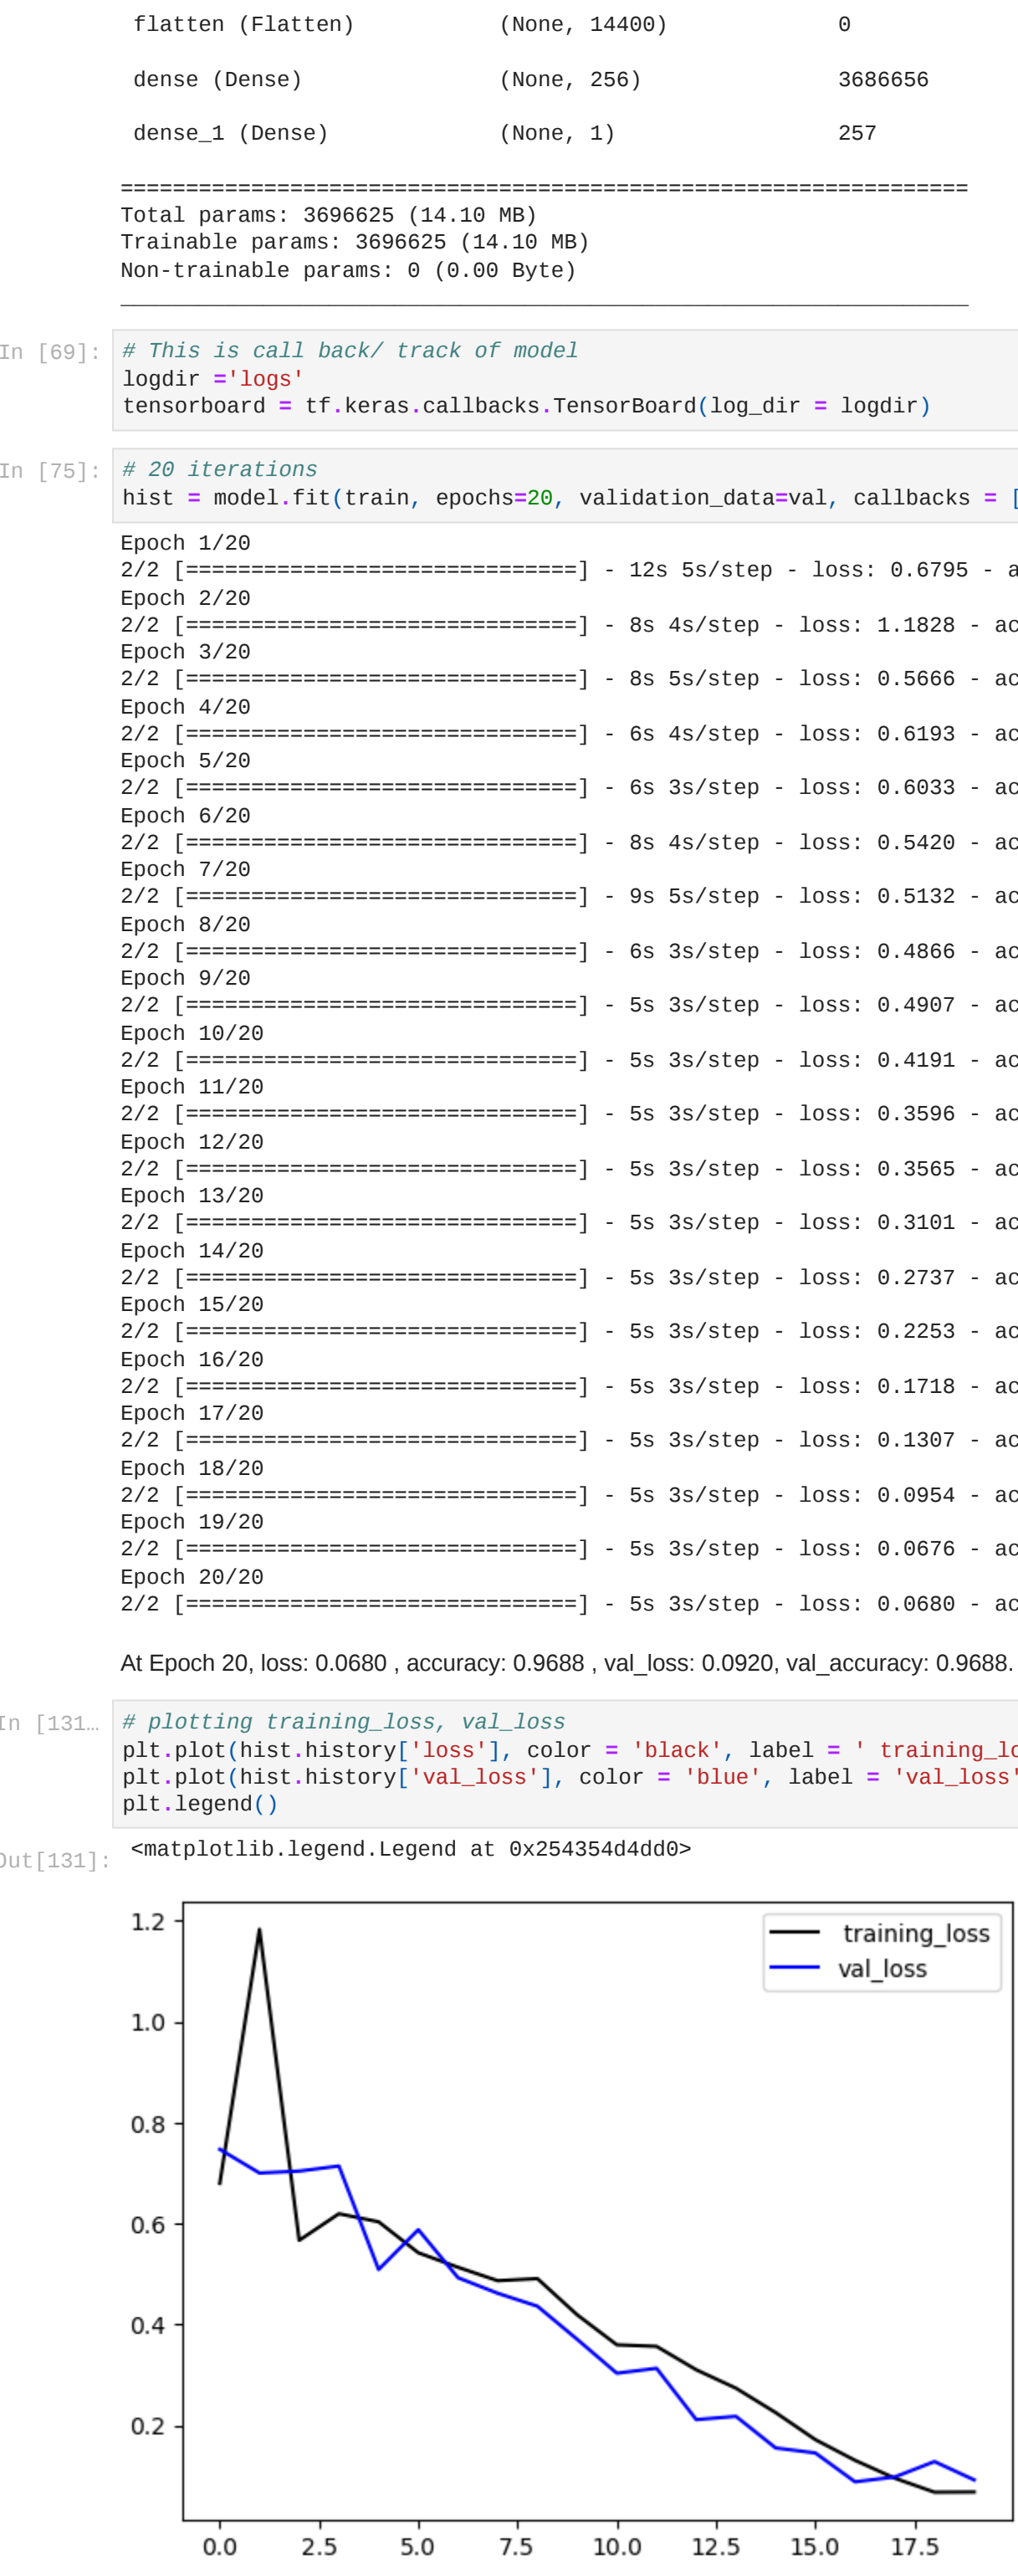 flatten (Flatten) (None, 14400) 0
dense (Dense) (None, 256) 3686656
dense_1 (Dense) (None, 1) 257
=================================================================
Total params: 3696625 (14.10 MB)
Trainable params: 3696625 (14.10 MB)
Non-trainable params: 0 (0.00 Byte)
_________________________________________________________________
In [69]:
# This is call back/ track of model
logdir ='logs'
tensorboard = tf.keras.callbacks.TensorBoard(log_dir = logdir)
In [75]:
# 20 iterations
hist = model.fit(train, epochs=20, validation_data=val, callbacks = [
Epoch 1/20
2/2 [==============================] - 12s 5s/step - loss: 0.6795 - a
Epoch 2/20
2/2 [==============================] - 8s 4s/step - loss: 1.1828 - ac
Epoch 3/20
2/2 [==============================] - 8s 5s/step - loss: 0.5666 - ac
Epoch 4/20
2/2 [==============================] - 6s 4s/step - loss: 0.6193 - ac
Epoch 5/20
2/2 [==============================] - 6s 3s/step - loss: 0.6033 - ac
Epoch 6/20
2/2 [==============================] - 8s 4s/step - loss: 0.5420 - ac
Epoch 7/20
2/2 [==============================] - 9s 5s/step - loss: 0.5132 - ac
Epoch 8/20
2/2 [==============================] - 6s 3s/step - loss: 0.4866 - ac
Epoch 9/20
2/2 [==============================] - 5s 3s/step - loss: 0.4907 - ac
Epoch 10/20
2/2 [==============================] - 5s 3s/step - loss: 0.4191 - ac
Epoch 11/20
2/2 [==============================] - 5s 3s/step - loss: 0.3596 - ac
Epoch 12/20
2/2 [==============================] - 5s 3s/step - loss: 0.3565 - ac
Epoch 13/20
2/2 [==============================] - 5s 3s/step - loss: 0.3101 - ac
Epoch 14/20
2/2 [==============================] - 5s 3s/step - loss: 0.2737 - ac
Epoch 15/20
2/2 [==============================] - 5s 3s/step - loss: 0.2253 - ac
Epoch 16/20
2/2 [==============================] - 5s 3s/step - loss: 0.1718 - ac
Epoch 17/20
2/2 [==============================] - 5s 3s/step - loss: 0.1307 - ac
Epoch 18/20
2/2 [==============================] - 5s 3s/step - loss: 0.0954 - ac
Epoch 19/20
2/2 [==============================] - 5s 3s/step - loss: 0.0676 - ac
Epoch 20/20
2/2 [==============================] - 5s 3s/step - loss: 0.0680 - ac
At Epoch 20, loss: 0.0680 , accuracy: 0.9688 , val_loss: 0.0920, val_accuracy: 0.9688.
In [131…
# plotting training_loss, val_loss
plt.plot(hist.history['loss'], color = 'black', label = ' training_lo
plt.plot(hist.history['val_loss'], color = 'blue', label = 'val_loss'
plt.legend()
Out[131]:
<matplotlib.legend.Legend at 0x254354d4dd0>
training_loss
val_loss
1.2
1.0
0.8
0.6
0.4
0.2
0.0 2.5 5.0 7.5 10.0 12.5 15.0 17.5